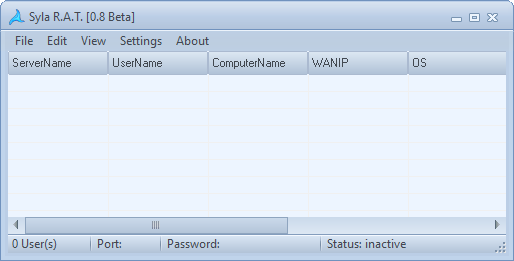 Syla R.A.T. [0.8 Beta]
File Edit View Settings About
ServerName UserName ComputerName WANIP OS
0 User(s) Port: Password: Status: inactive